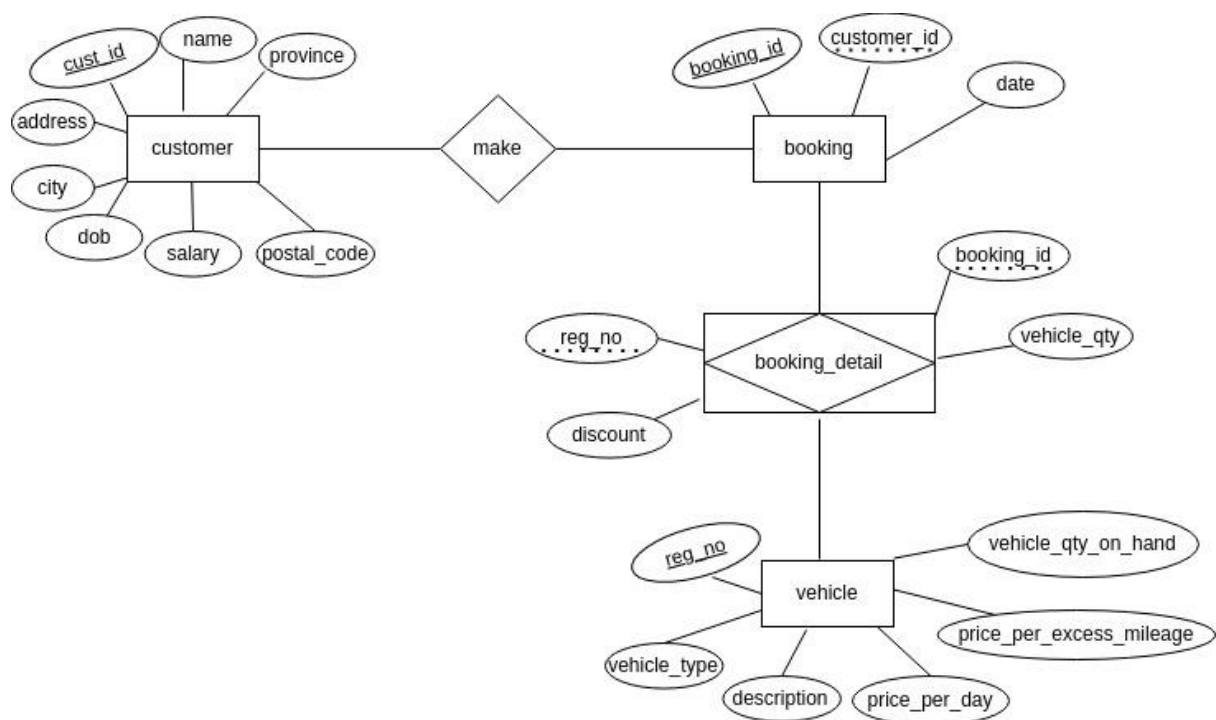 cust_id
name
province
address
customer
city
dob
salary
postal_code
make
booking_id
customer_id
date
booking
booking_id
reg_no
vehicle_qty
booking_detail
discount
reg_no
vehicle_qty_on_hand
vehicle
price_per_excess_mileage
vehicle_type
description
price_per_day